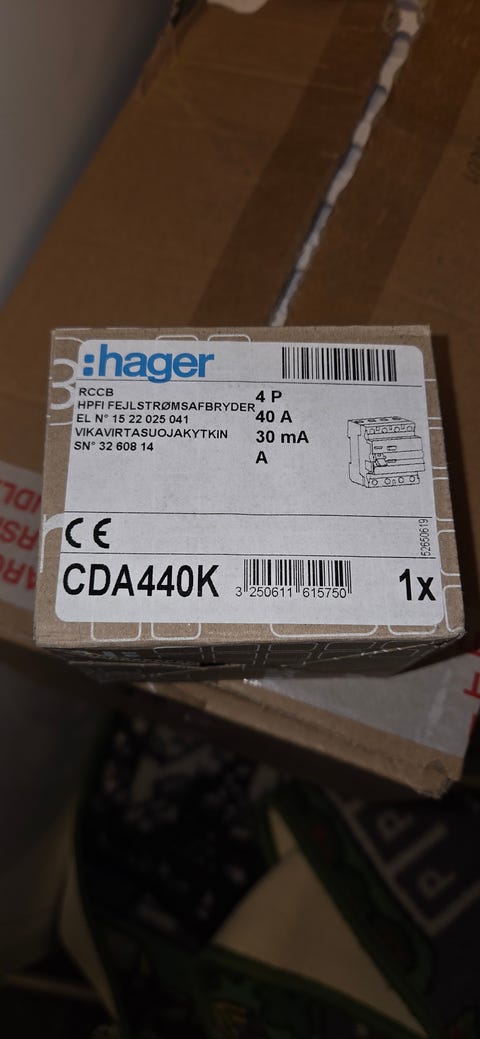 :hager
RCCB
HPFI FEJLSTRØMSAFBRYDER
EL N° 15 22 025 041
VIKAVIRTASUOJAKYTKIN
SN° 32 608 14
4 P
40 A
30 mA
A
52650619
CE
CDA440K
3 250611 615750
1x
P
P